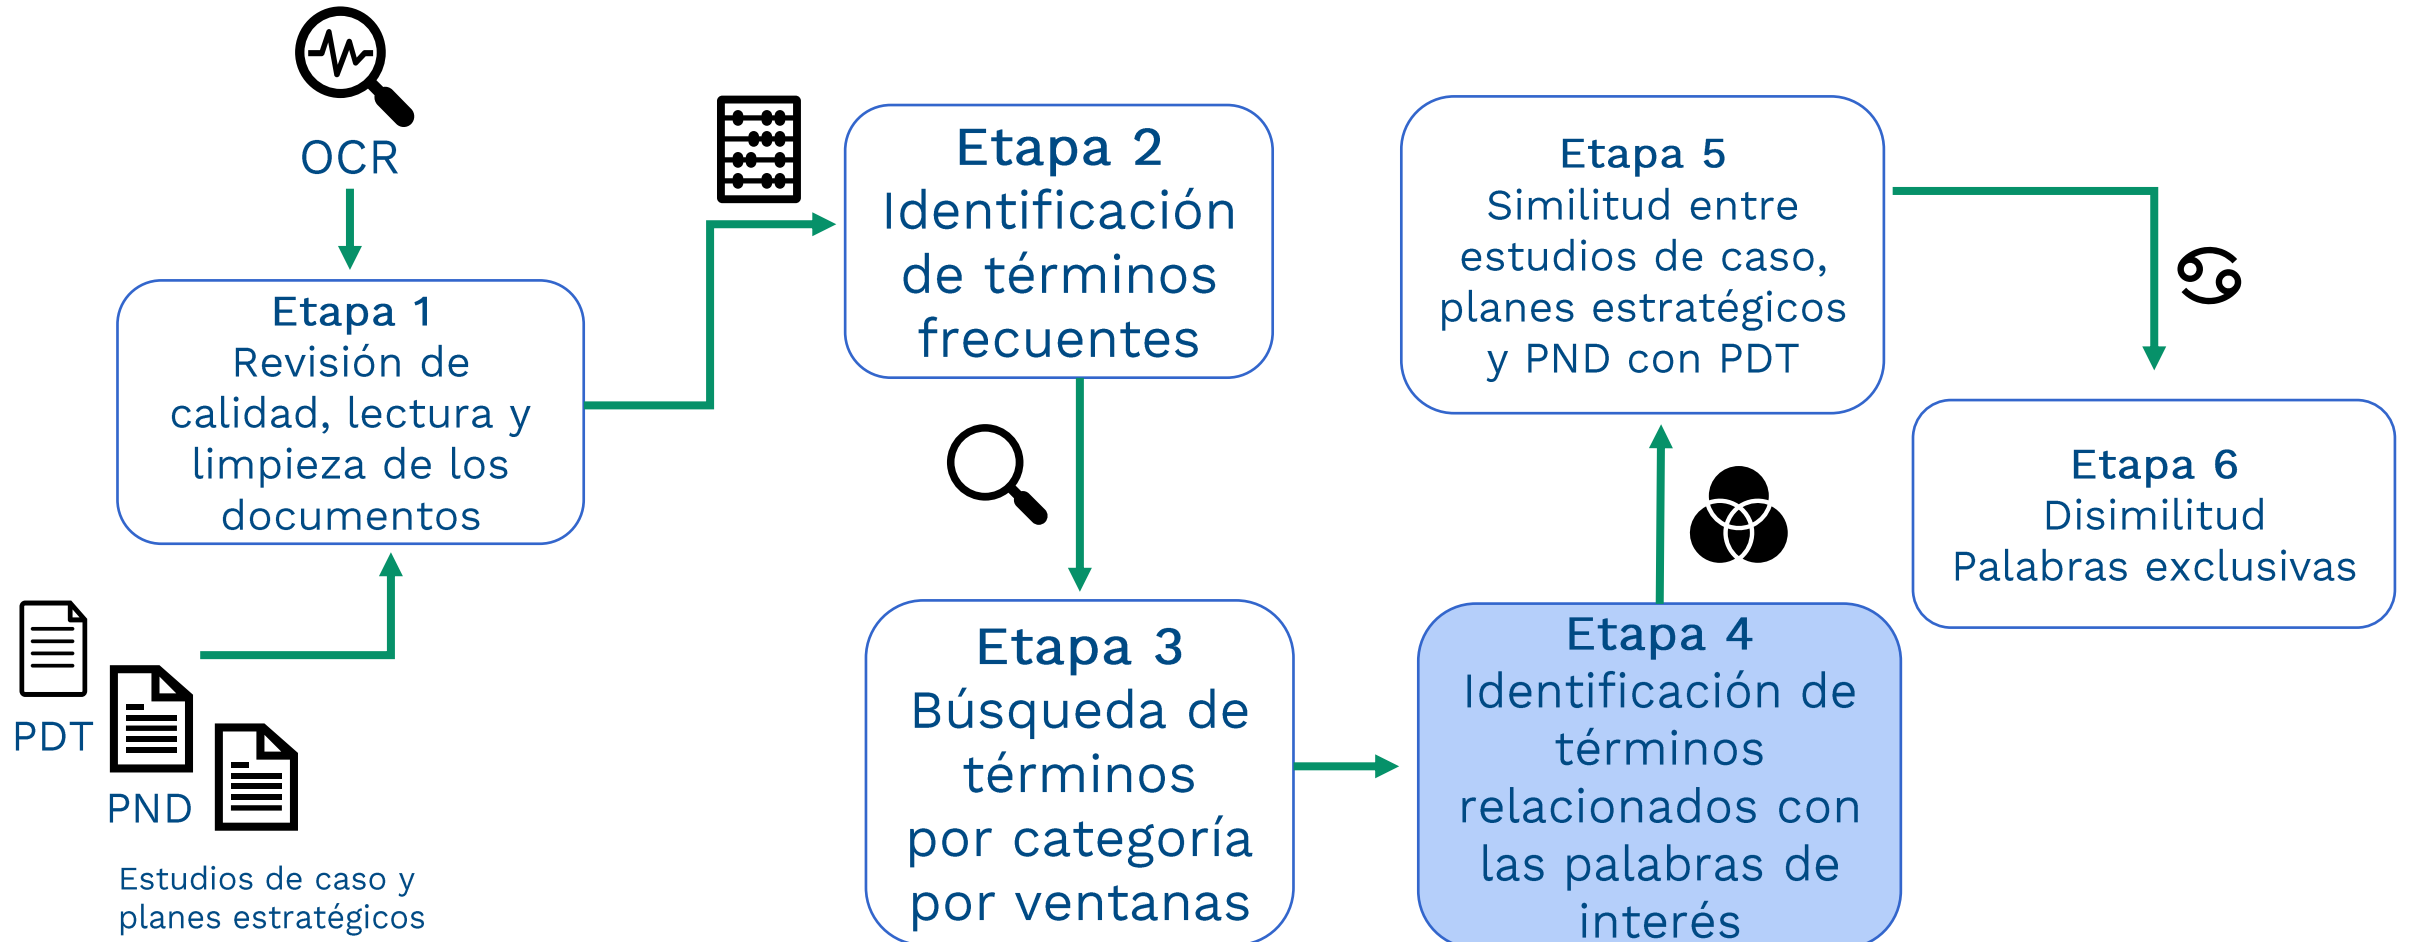 OCR
Etapa 1
Revisión de
calidad, lectura y
limpieza de los
documentos
PDT
PND
Estudios de caso y
planes estratégicos
Etapa 2
Identificación
de términos
frecuentes
Etapa 3
Búsqueda de
términos
por categoría
por ventanas
Etapa 4
Identificación de
términos
relacionados con
las palabras de
interés
Etapa 5
Similitud entre
estudios de caso,
planes estratégicos
y PND con PDT
Etapa 6
Disimilitud
Palabras exclusivas